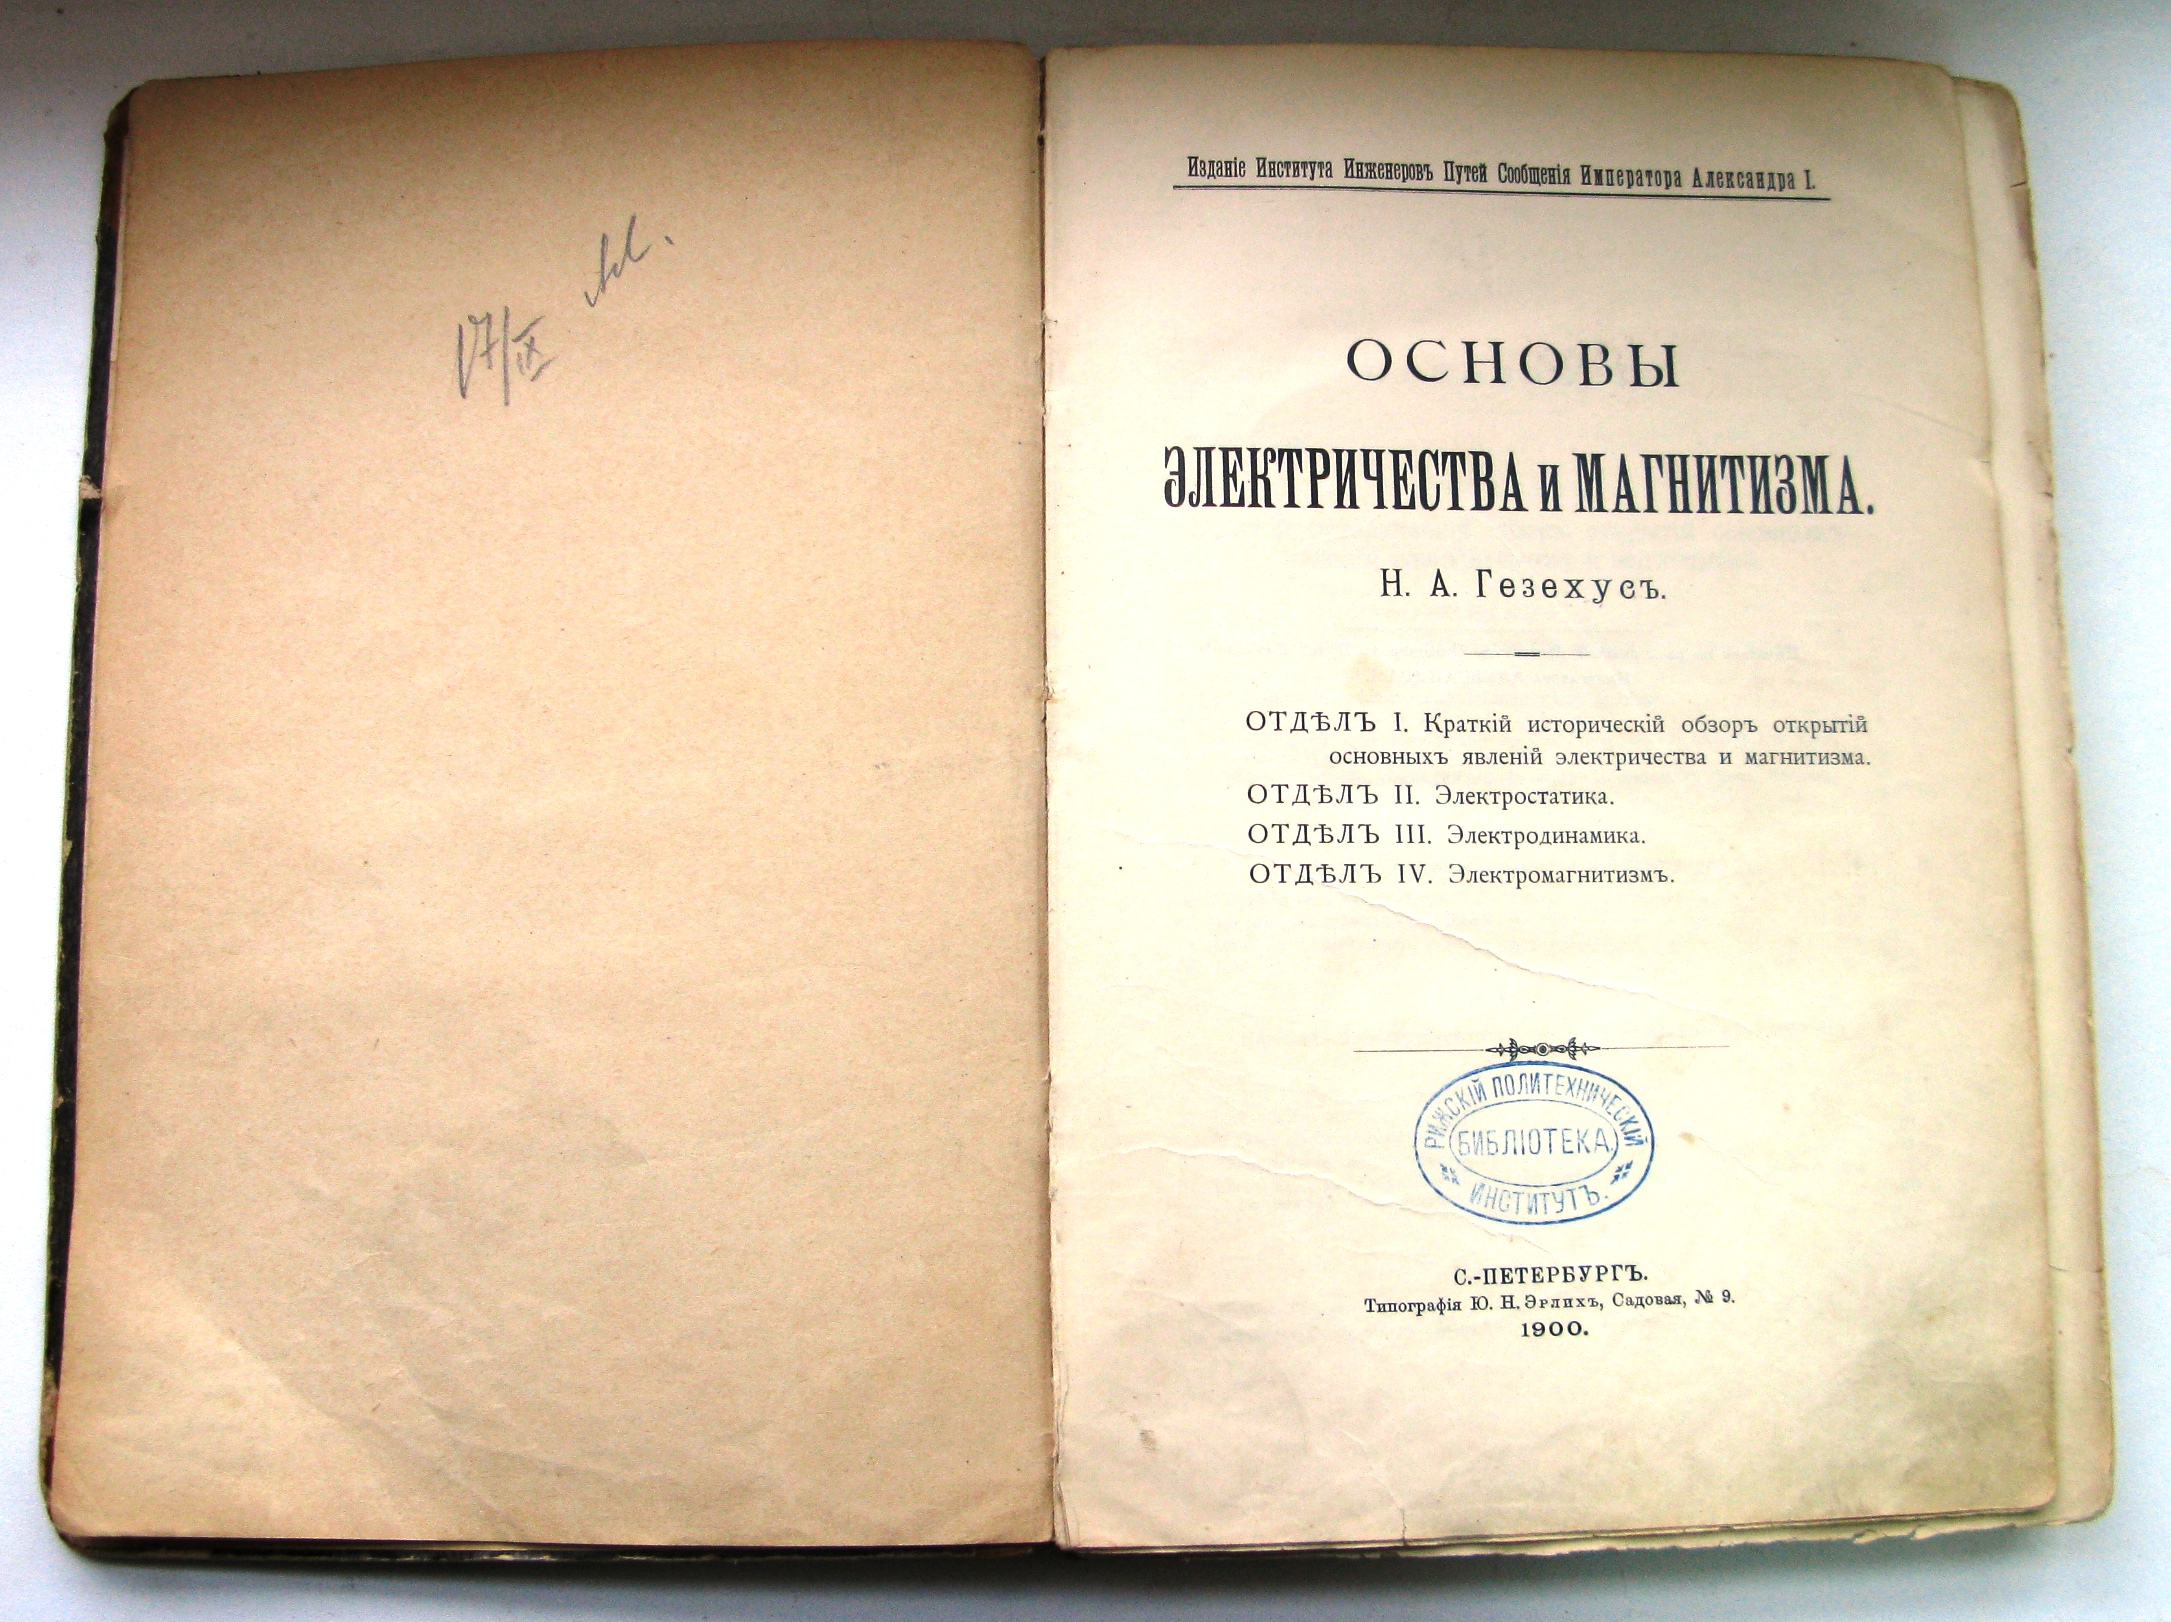 17/IX
Изданіе Института Инженеровъ Путей Сообщенія Императора Александра I.
ОСНОВЫ
ЭЛЕКТРИЧЕСТВА и МАГНИТИЗМА.
Н. А. Гезехусъ.
ОТДѢЛЪ I. Краткій историческій обзоръ открытій
основныхъ явленій электричества и магнитизма.
ОТДѢЛЪ II. Электростатика.
ОТДѢЛЪ III. Электродинамика.
ОТДѢЛЪ IV. Электромагнитизмъ.
РИЖСКІЙ ПОЛИТЕХНИЧЕСКІЙ
БИБЛІОТЕКА.
ИНСТИТУТЪ.
С.-ПЕТЕРБУРГЪ.
Типографія Ю. Н. Эрлихъ, Садовая, № 9.
1900.